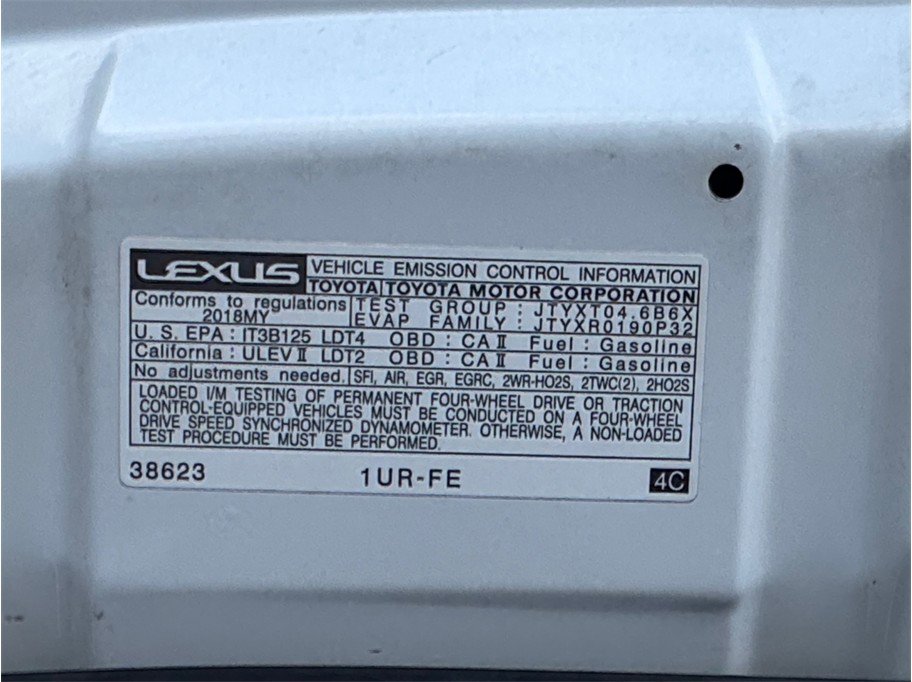 LEXUS VEHICLE EMISSION CONTROL INFORMATION
TOYOTA TOYOTA MOTOR CORPORATION
Conforms to regulations
2018MY
TEST GROUP : JTYXT04.6B6X
EVAP FAMILY : JTYXR0190P32
U. S. EPA : IT3B125 LDT4 OBD : CA II Fuel : Gasoline
California : ULEV II LDT2 OBD : CA II Fuel : Gasoline
No adjustments needed. SFI, AIR, EGR, EGRC, 2WR-HO2S, 2TWC(2), 2HO2S
LOADED I/M TESTING OF PERMANENT FOUR-WHEEL DRIVE OR TRACTION
CONTROL-EQUIPPED VEHICLES MUST BE CONDUCTED ON A FOUR-WHEEL
DRIVE SPEED SYNCHRONIZED DYNAMOMETER. OTHERWISE, A NON-LOADED
TEST PROCEDURE MUST BE PERFORMED.
38623 1UR-FE 4C